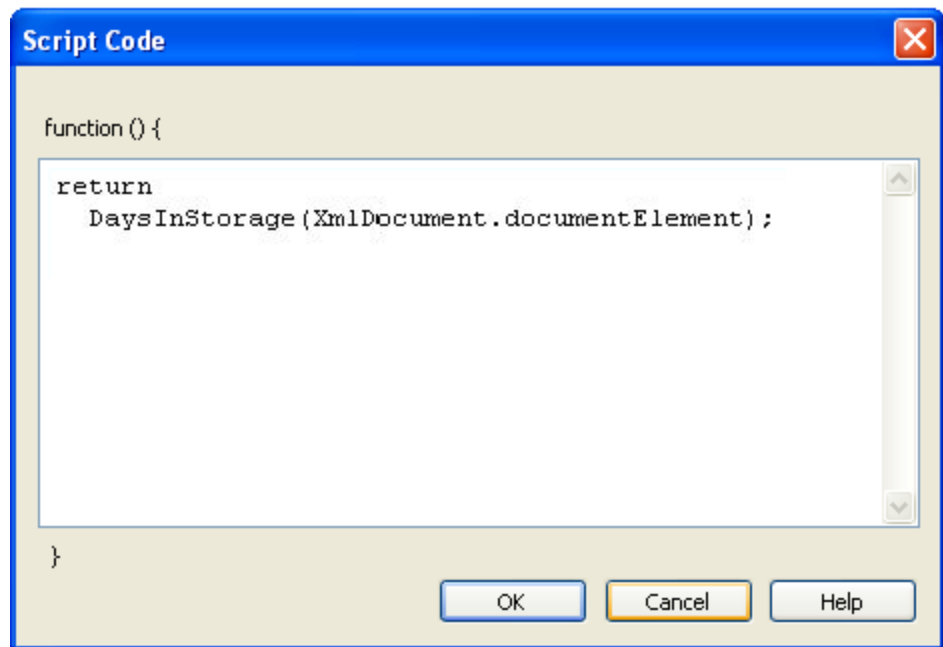 Script Code
function () {
return
DaysInStorage(XmlDocument.documentElement);
}
OK Cancel Help